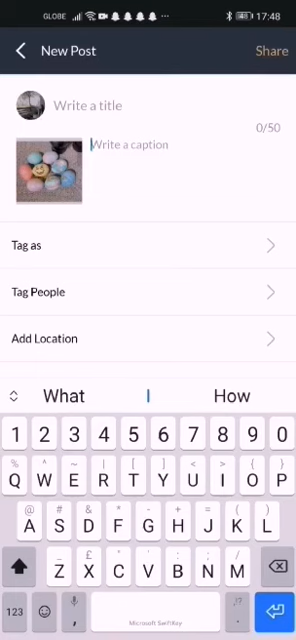 GLOBE 17:48
New Post Share
Write a title
0/50
Write a caption
Tag as
Tag People
Add Location
What I How
1 2 3 4 5 6 7 8 9 0
% ^ ~ | [ ] < > { }
Q W E R T Y U I O P
@ # & * - + = ( )
A S D F G H J K L
_ £ " ' : ; /
Z X C V B N M
123 , Microsoft SwiftKey .